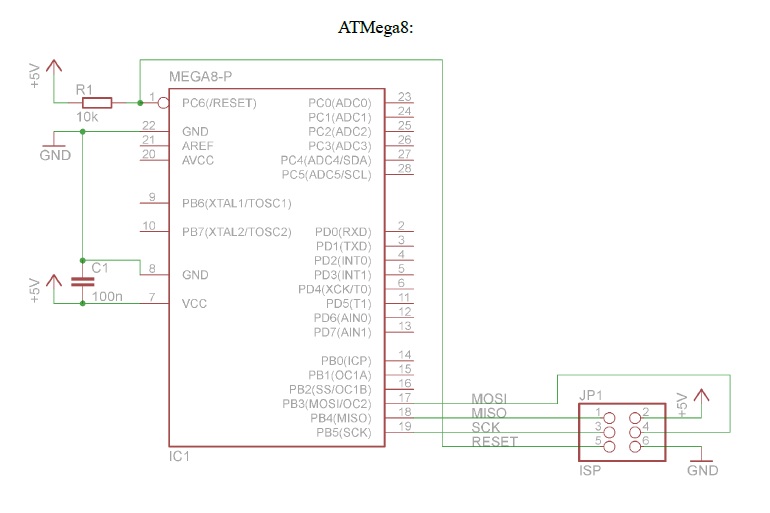 ATMega8:
+5V
MEGA8-P
R1
10k
1 PC6(/RESET) PC0(ADC0) 23
PC1(ADC1) 24
22 GND PC2(ADC2) 25
21 AREF PC3(ADC3) 26
20 AVCC PC4(ADC4/SDA) 27
PC5(ADC5/SCL) 28
GND
9 PB6(XTAL1/TOSC1)
10 PB7(XTAL2/TOSC2) PD0(RXD) 2
PD1(TXD) 3
PD2(INT0) 4
8 GND PD3(INT1) 5
PD4(XCK/T0) 6
7 VCC PD5(T1) 11
PD6(AIN0) 12
PD7(AIN1) 13
C1
100n
+5V
PB0(ICP) 14
PB1(OC1A) 15
PB2(SS/OC1B) 16
PB3(MOSI/OC2) 17
PB4(MISO) 18
PB5(SCK) 19
IC1
MOSI
MISO
SCK
RESET
JP1
1 2
3 4
5 6
ISP
+5V
GND